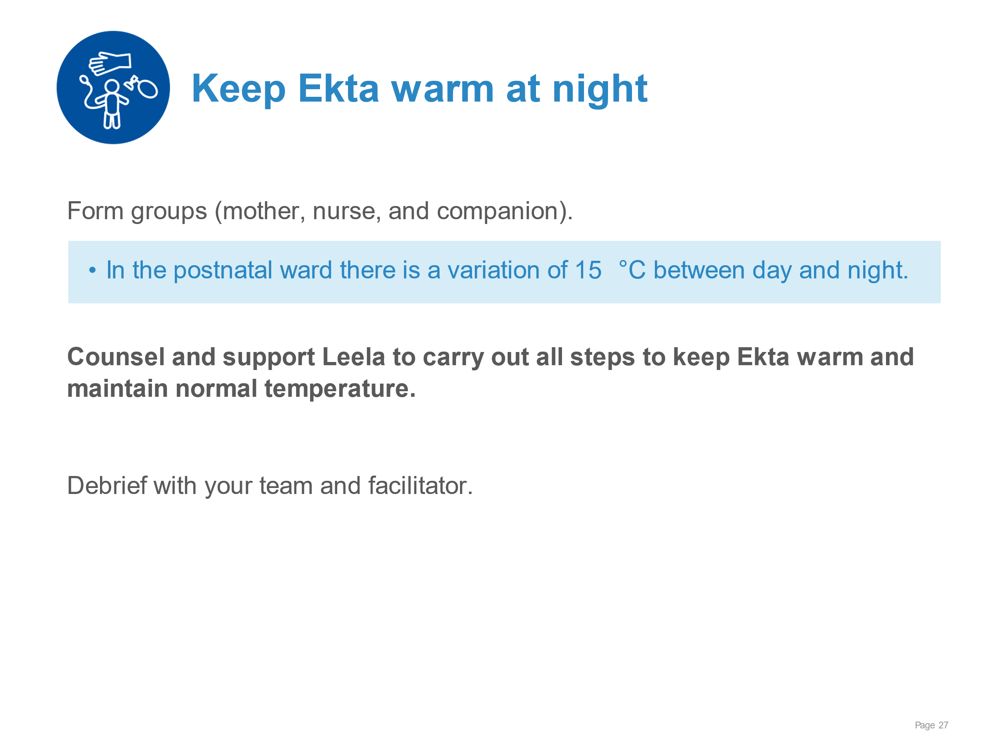 Keep Ekta warm at night
Form groups (mother, nurse, and companion).
• In the postnatal ward there is a variation of 15 °C between day and night.
Counsel and support Leela to carry out all steps to keep Ekta warm and
maintain normal temperature.
Debrief with your team and facilitator.
Page 27